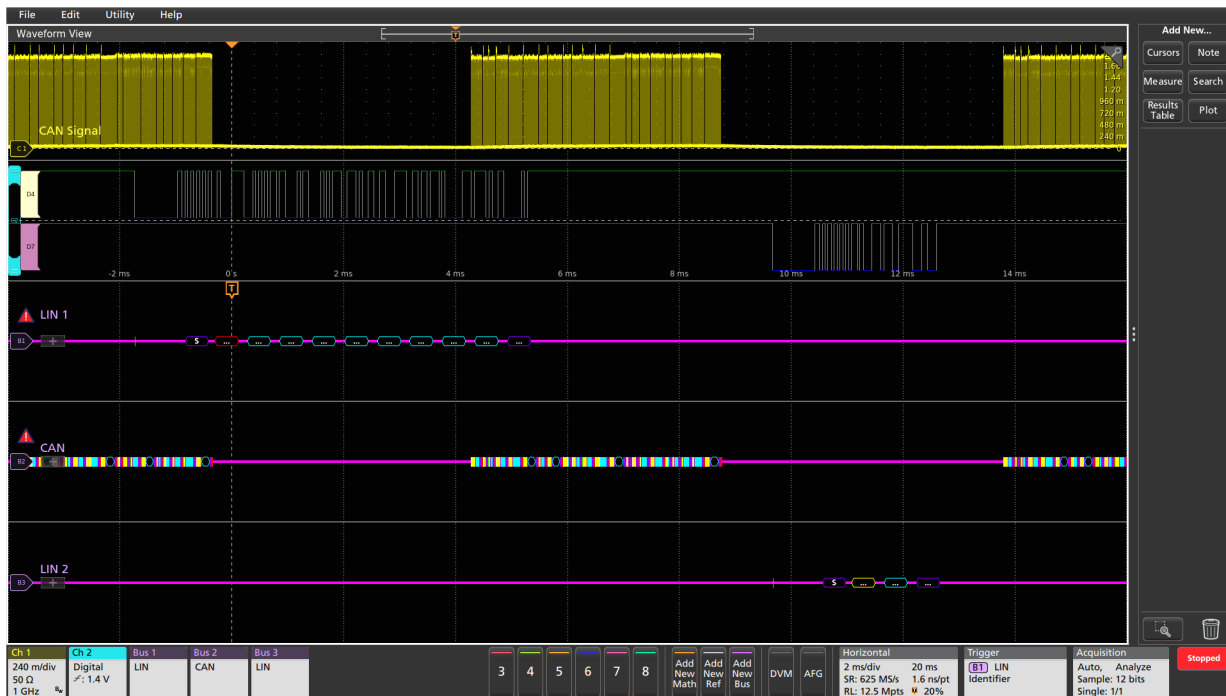 File Edit Utility Help
Waveform View
Add New...
Cursors Note
Measure Search
Results Table Plot
1.44
1.20
960 m
720 m
480 m
240 m
0
CAN Signal
C 1
D4
D7
-2 ms 0 s 2 ms 4 ms 6 ms 8 ms 10 ms 12 ms 14 ms
T
LIN 1
B1 S ... ... ... ... ... ... ... ... ... ...
CAN
B2
LIN 2
B3 S ... ... ...
Ch 1
240 m/div
50 Ω
1 GHz Bw
Ch 2
Digital
: 1.4 V
Bus 1
LIN
Bus 2
CAN
Bus 3
LIN
3 4 5 6 7 8
Add New Math
Add New Ref
Add New Bus
DVM AFG
Horizontal
2 ms/div 20 ms
SR: 625 MS/s 1.6 ns/pt
RL: 12.5 Mpts 20%
Trigger
B1 LIN
Identifier
Acquisition
Auto, Analyze
Sample: 12 bits
Single: 1/1
Stopped